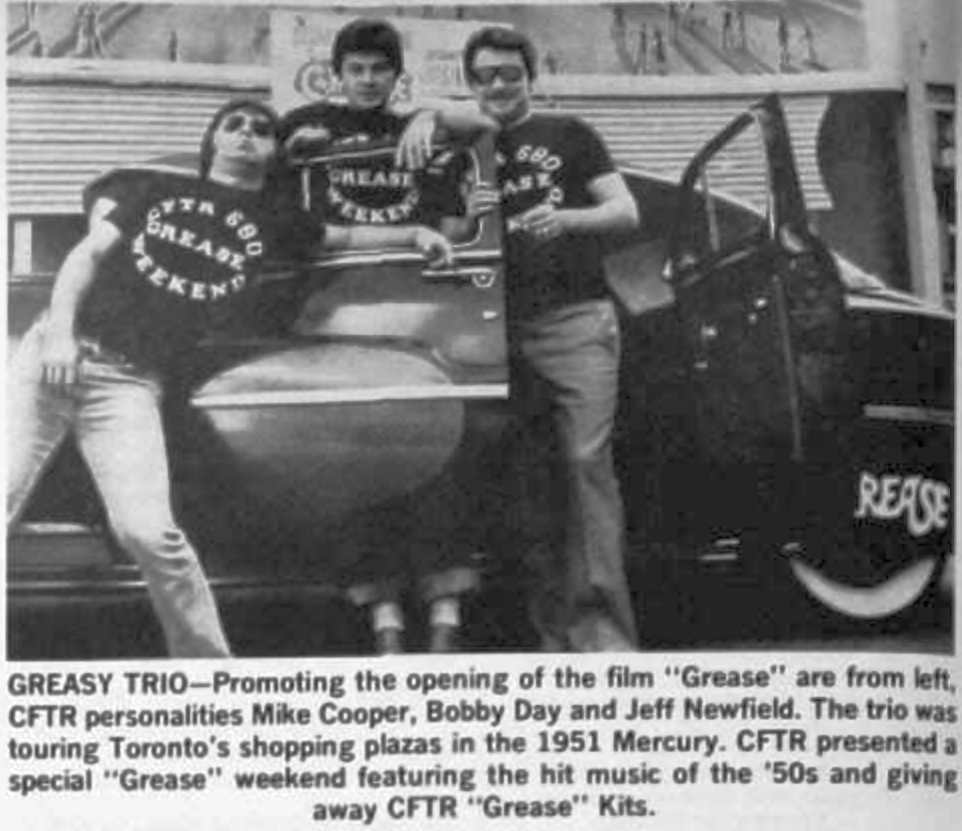 CFTR 680
GREASE
WEEKEND
GREASE
WEEKEND
680
REASE
GREASY TRIO—Promoting the opening of the film "Grease" are from left,
CFTR personalities Mike Cooper, Bobby Day and Jeff Newfield. The trio was
touring Toronto's shopping plazas in the 1951 Mercury. CFTR presented a
special "Grease" weekend featuring the hit music of the '50s and giving
away CFTR "Grease" Kits.